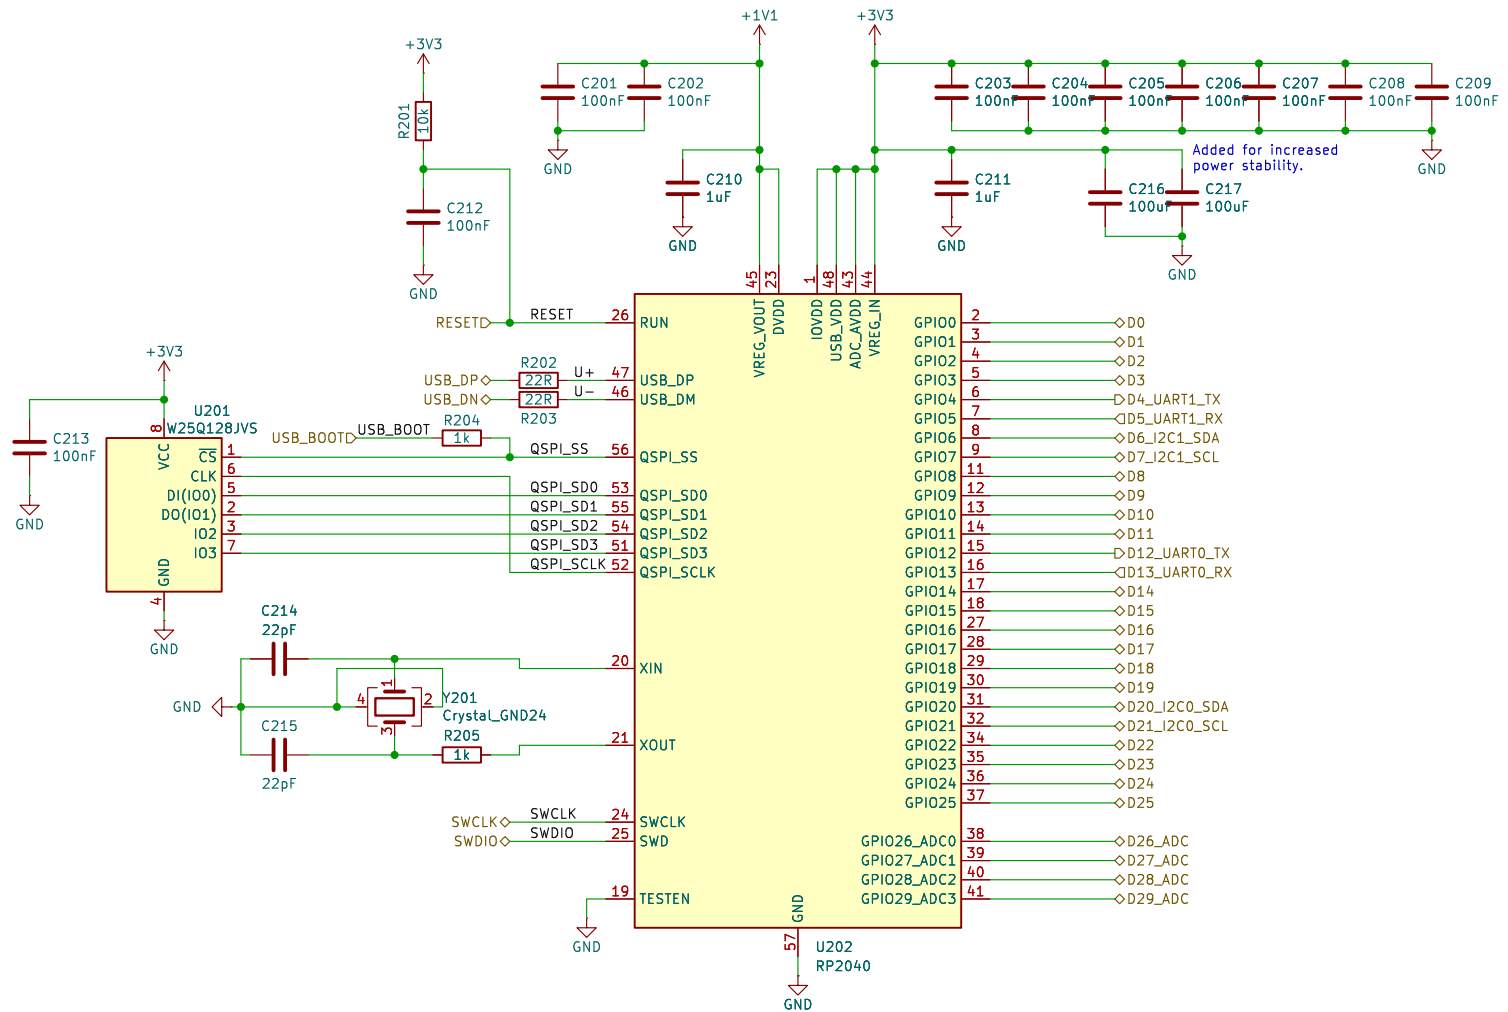 +1V1
+3V3
+3V3
C201
100nF
C202
100nF
C203
100nF
C204
100nF
C205
100nF
C206
100nF
C207
100nF
C208
100nF
C209
100nF
R201
10k
GND
GND
Added for increased
power stability.
C210
1uF
GND
C211
1uF
GND
C216
100uF
C217
100uF
GND
C212
100nF
GND
45
23
1
48
43
44
VREG_VOUT
DVDD
IOVDD
USB_VDD
ADC_AVDD
VREG_IN
RESET
RESET
26
RUN
USB_DP
R202
22R
U+
47
USB_DP
USB_DN
22R
R203
U-
46
USB_DM
USB_BOOT
USB_BOOT
R204
1k
QSPI_SS
56
QSPI_SS
QSPI_SD0
53
QSPI_SD0
QSPI_SD1
55
QSPI_SD1
QSPI_SD2
54
QSPI_SD2
QSPI_SD3
51
QSPI_SD3
QSPI_SCLK
52
QSPI_SCLK
+3V3
U201
W25Q128JVS
8
VCC
C213
100nF
GND
CS
1
CLK
6
DI(IO0)
5
DO(IO1)
2
IO2
3
IO3
7
GND
4
GND
C214
22pF
GND
C215
22pF
1
4
2
3
Y201
Crystal_GND24
R205
1k
20
XIN
21
XOUT
SWCLK
SWCLK
24
SWCLK
SWDIO
SWDIO
25
SWD
19
TESTEN
GND
GND
57
GND
U202
RP2040
GPIO0
2
D0
GPIO1
3
D1
GPIO2
4
D2
GPIO3
5
D3
GPIO4
6
D4_UART1_TX
GPIO5
7
D5_UART1_RX
GPIO6
8
D6_I2C1_SDA
GPIO7
9
D7_I2C1_SCL
GPIO8
11
D8
GPIO9
12
D9
GPIO10
13
D10
GPIO11
14
D11
GPIO12
15
D12_UART0_TX
GPIO13
16
D13_UART0_RX
GPIO14
17
D14
GPIO15
18
D15
GPIO16
27
D16
GPIO17
28
D17
GPIO18
29
D18
GPIO19
30
D19
GPIO20
31
D20_I2C0_SDA
GPIO21
32
D21_I2C0_SCL
GPIO22
34
D22
GPIO23
35
D23
GPIO24
36
D24
GPIO25
37
D25
GPIO26_ADC0
38
D26_ADC
GPIO27_ADC1
39
D27_ADC
GPIO28_ADC2
40
D28_ADC
GPIO29_ADC3
41
D29_ADC